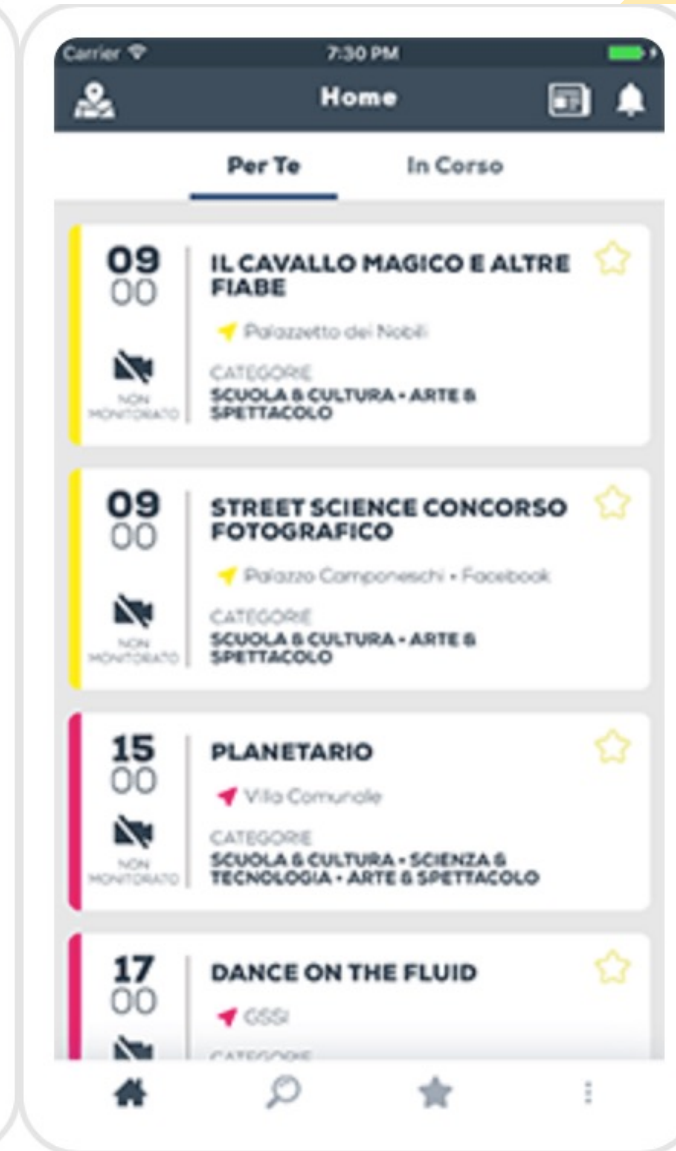 Carrier 7:30 PM
Home
Per Te In Corso
09
00
IL CAVALLO MAGICO E ALTRE
FIABE
Palazzetto dei Nobili
NON
MONITORATO
CATEGORIE
SCUOLA & CULTURA • ARTE &
SPETTACOLO
09
00
STREET SCIENCE CONCORSO
FOTOGRAFICO
Palazzo Camponeschi • Facebook
NON
MONITORATO
CATEGORIE
SCUOLA & CULTURA • ARTE &
SPETTACOLO
15
00
PLANETARIO
Villa Comunale
NON
MONITORATO
CATEGORIE
SCUOLA & CULTURA • SCIENZA &
TECNOLOGIA • ARTE & SPETTACOLO
17
00
DANCE ON THE FLUID
GSSI
CATEGORIE